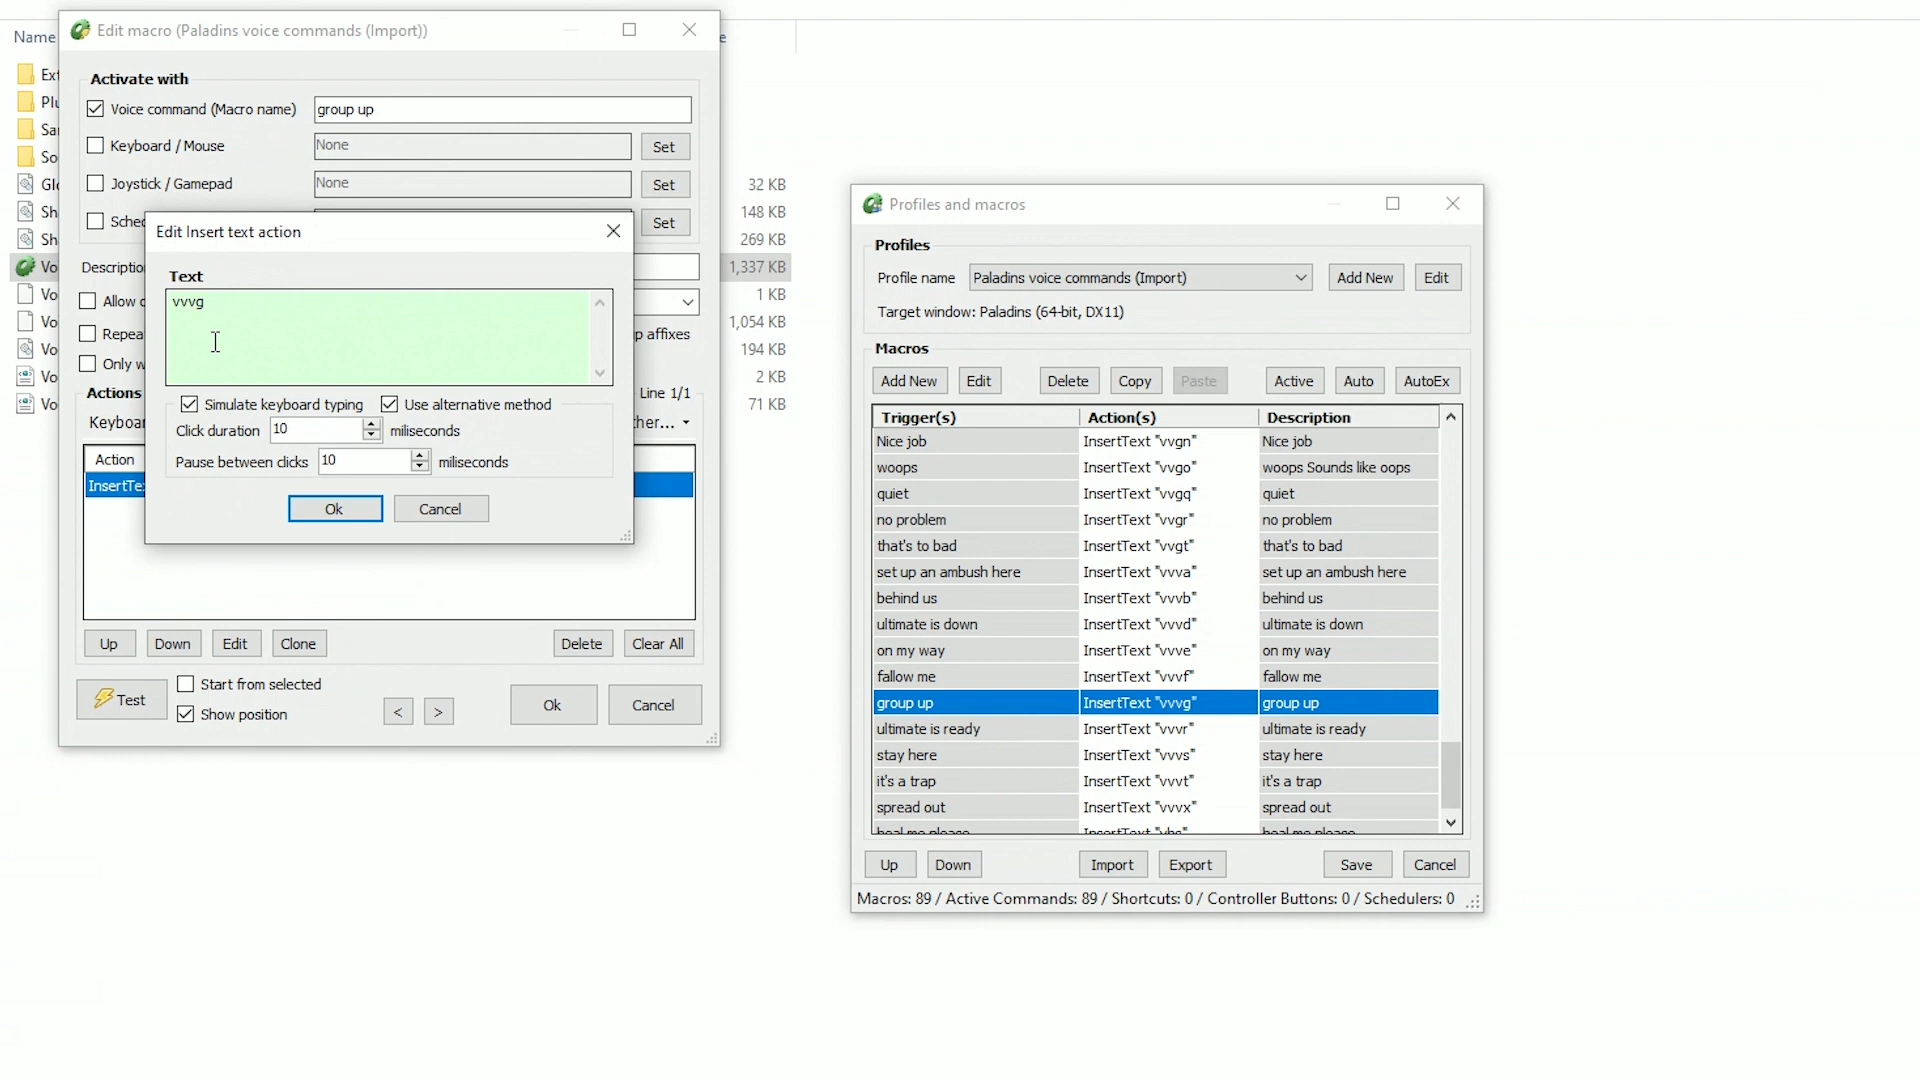 Name
Edit macro (Paladins voice commands (Import))
Activate with
Voice command (Macro name)
group up
Keyboard / Mouse
None
Set
Joystick / Gamepad
None
Set
Sched
Set
Descriptio
Allow
Repea
p affixes
Only w
Actions
Line 1/1
Keyboar
her...
Action
InsertTex
Up
Down
Edit
Clone
Delete
Clear All
Test
Start from selected
Show position
<
>
Ok
Cancel
Edit Insert text action
Text
vvvg
Simulate keyboard typing
Use alternative method
Click duration
10
miliseconds
Pause between clicks
10
miliseconds
Ok
Cancel
Ext
Sa
So
Sh
Sh
Vo
Vo
Vo
Vo
Vo
Vo
e
32 KB
148 KB
269 KB
1,337 KB
1 KB
1,054 KB
194 KB
2 KB
71 KB
Profiles and macros
Profiles
Profile name
Paladins voice commands (Import)
Add New
Edit
Target window: Paladins (64-bit, DX11)
Macros
Add New
Edit
Delete
Copy
Paste
Active
Auto
AutoEx
Trigger(s) Action(s) Description
Nice job InsertText "vvgn" Nice job
woops InsertText "vvgo" woops Sounds like oops
quiet InsertText "vvgq" quiet
no problem InsertText "vvgr" no problem
that's to bad InsertText "vvgt" that's to bad
set up an ambush here InsertText "vvva" set up an ambush here
behind us InsertText "vvvb" behind us
ultimate is down InsertText "vvvd" ultimate is down
on my way InsertText "vvve" on my way
fallow me InsertText "vvvf" fallow me
group up InsertText "vvvg" group up
ultimate is ready InsertText "vvvr" ultimate is ready
stay here InsertText "vvvs" stay here
it's a trap InsertText "vvvt" it's a trap
spread out InsertText "vvvx" spread out
heal me please InsertText "vhs" heal me please
Up
Down
Import
Export
Save
Cancel
Macros: 89 / Active Commands: 89 / Shortcuts: 0 / Controller Buttons: 0 / Schedulers: 0